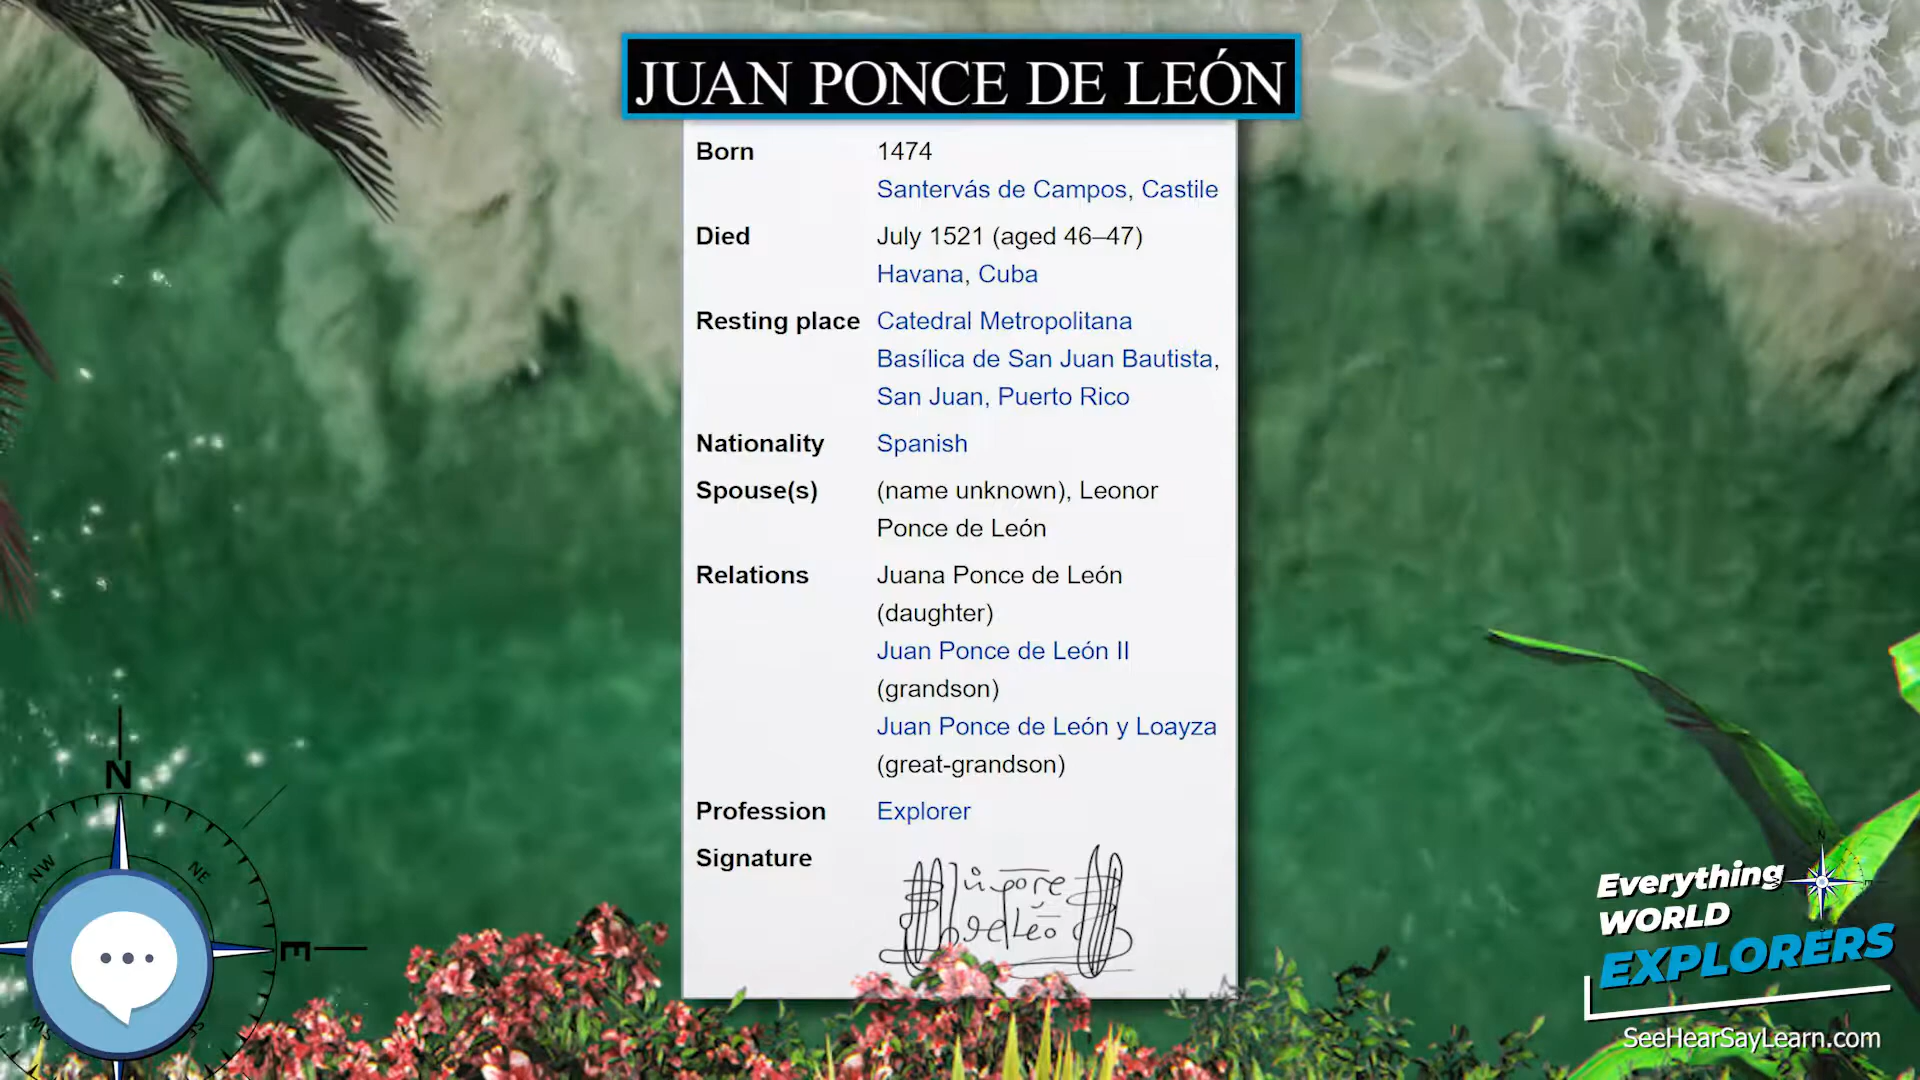 JUAN PONCE DE LEÓN
Born 1474
Santervás de Campos, Castile
Died July 1521 (aged 46–47)
Havana, Cuba
Resting place Catedral Metropolitana
Basílica de San Juan Bautista,
San Juan, Puerto Rico
Nationality Spanish
Spouse(s) (name unknown), Leonor
Ponce de León
Relations Juana Ponce de León
(daughter)
Juan Ponce de León II
(grandson)
Juan Ponce de León y Loayza
(great-grandson)
Profession Explorer
Signature
N
NW
NE
E
Everything
WORLD
EXPLORERS
SeeHearSayLearn.com